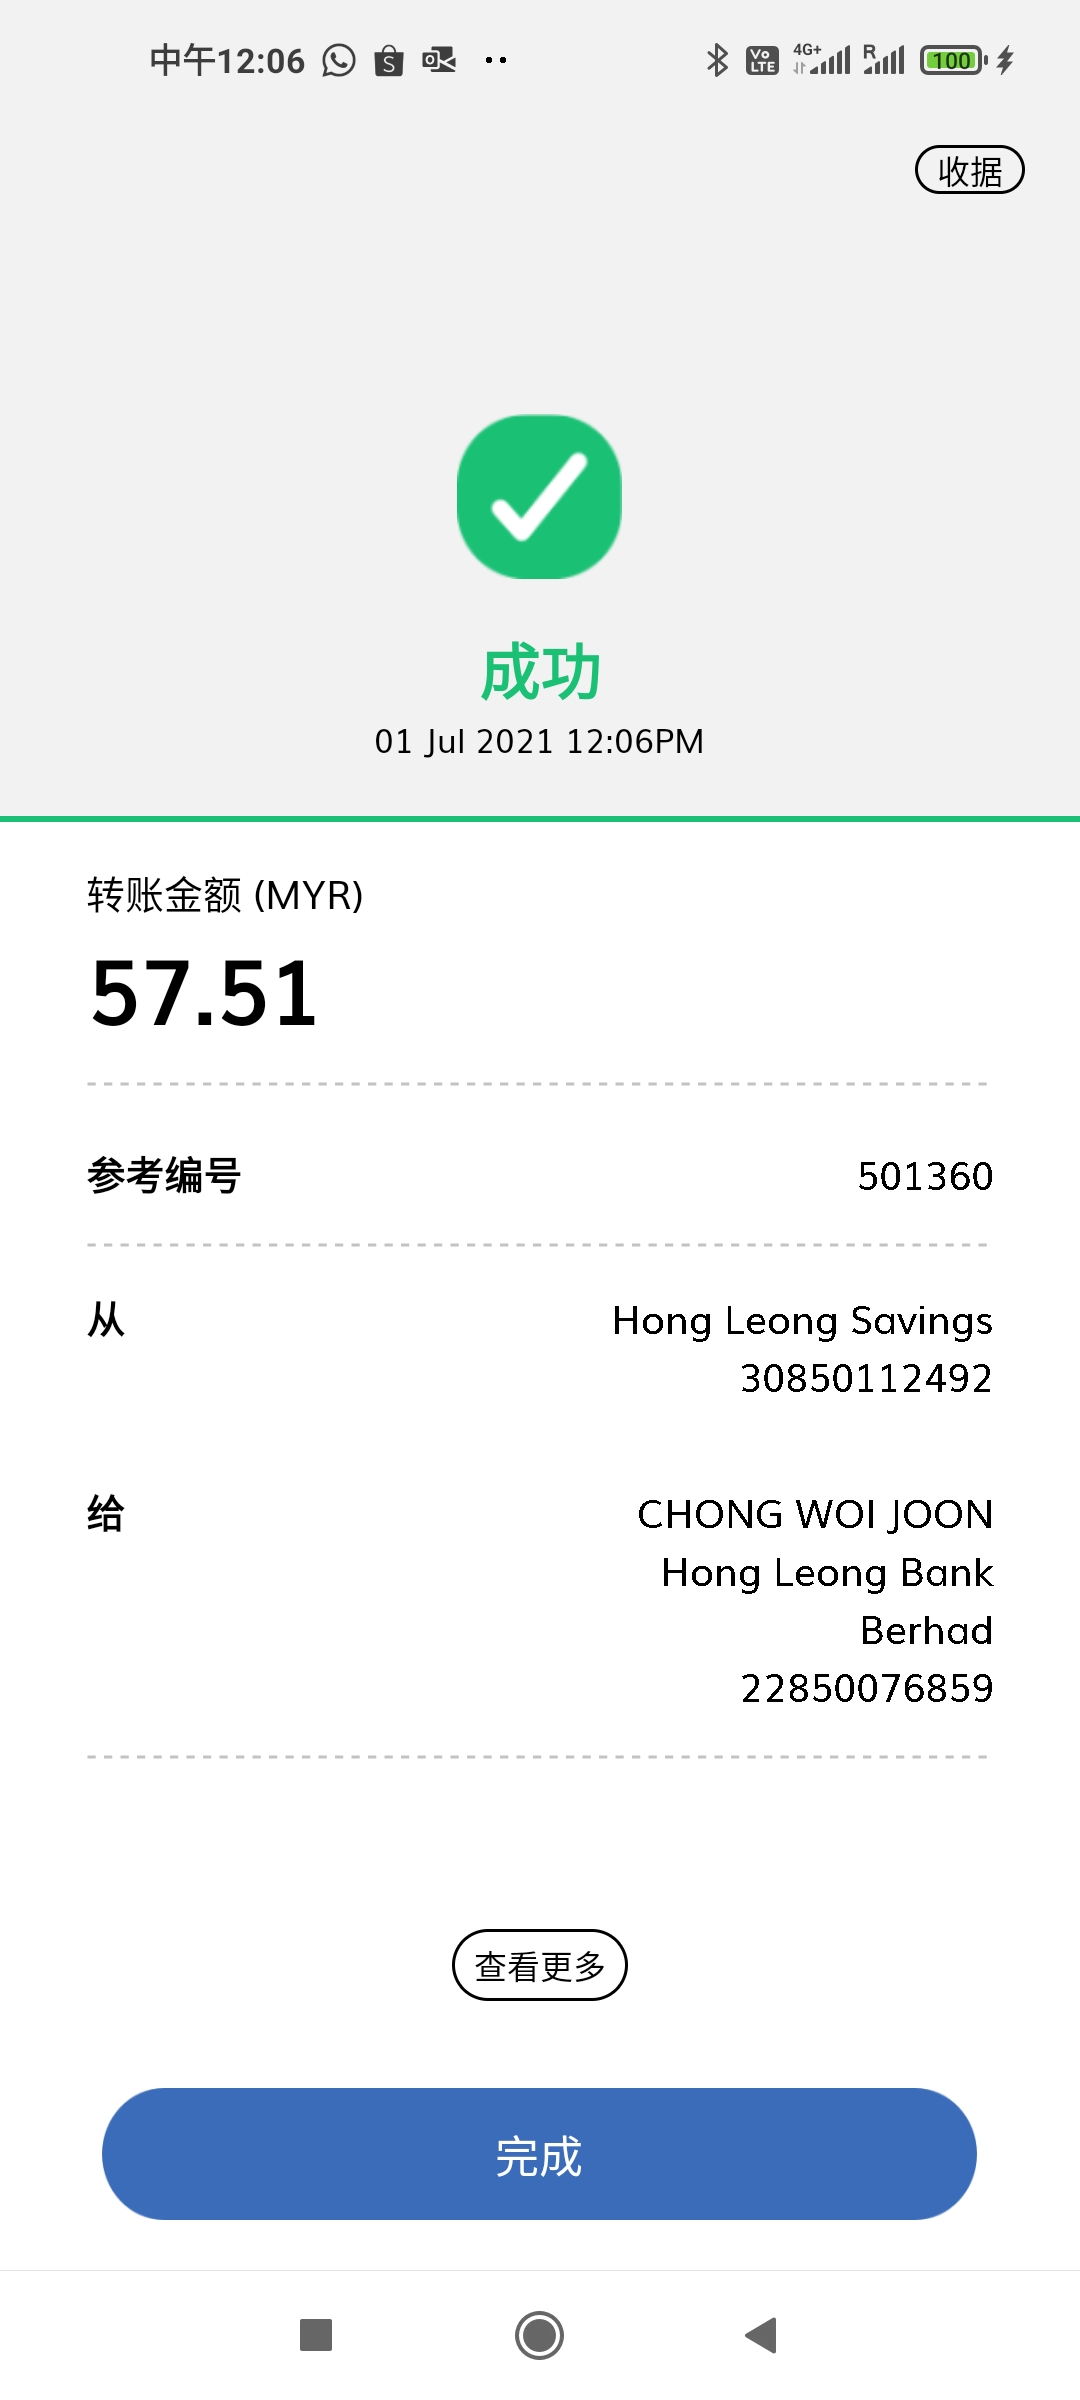 中午12:06
VoLTE 4G+ R 100
收据
成功
01 Jul 2021 12:06PM
转账金额 (MYR)
57.51
参考编号 501360
从 Hong Leong Savings
30850112492
给 CHONG WOI JOON
Hong Leong Bank
Berhad
22850076859
查看更多
完成